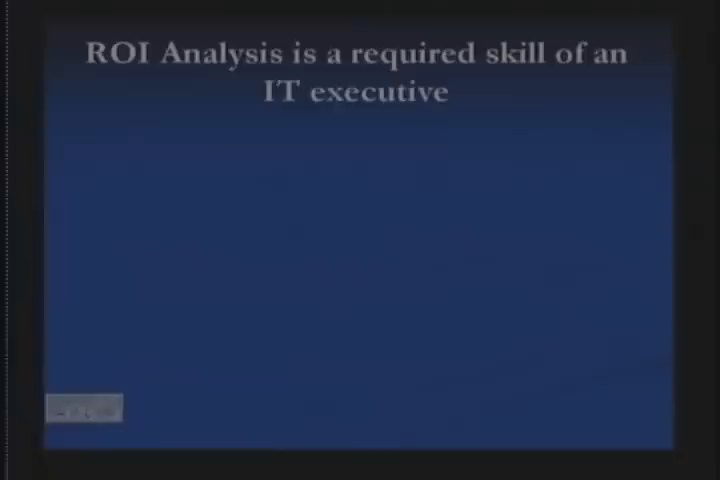 ROI Analysis is a required skill of an
IT executive